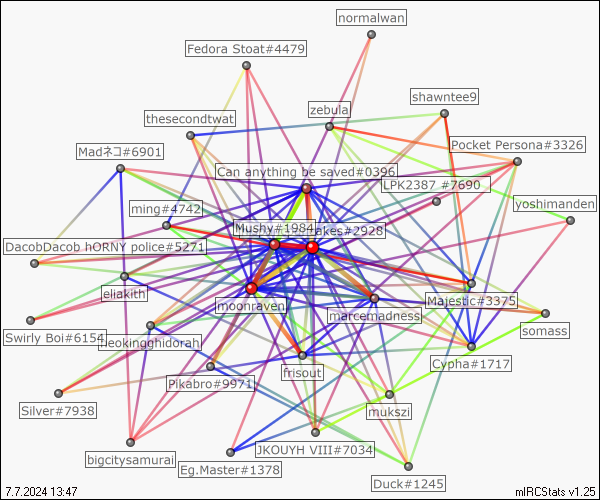 normalwan
Fedora Stoat#4479
shawntee9
zebula
thesecondtwat
Pocket Persona#3326
Madネコ#6901
Can anything be saved#0396
LPK2387 #7690
yoshimanden
ming#4742
Mushy#1984
akes#2928
DacobDacob hORNY police#5271
eliakith
moonraven
Majestic#3375
marcemadness
somass
Swirly Boi#6154
theokingghidorah
Cypha#1717
frisout
Pikabro#9971
Silver#7938
mukszi
bigcitysamurai
JKOUYH VIII#7034
Eg.Master#1378
Duck#1245
7.7.2024 13:47
mIRCStats v1.25